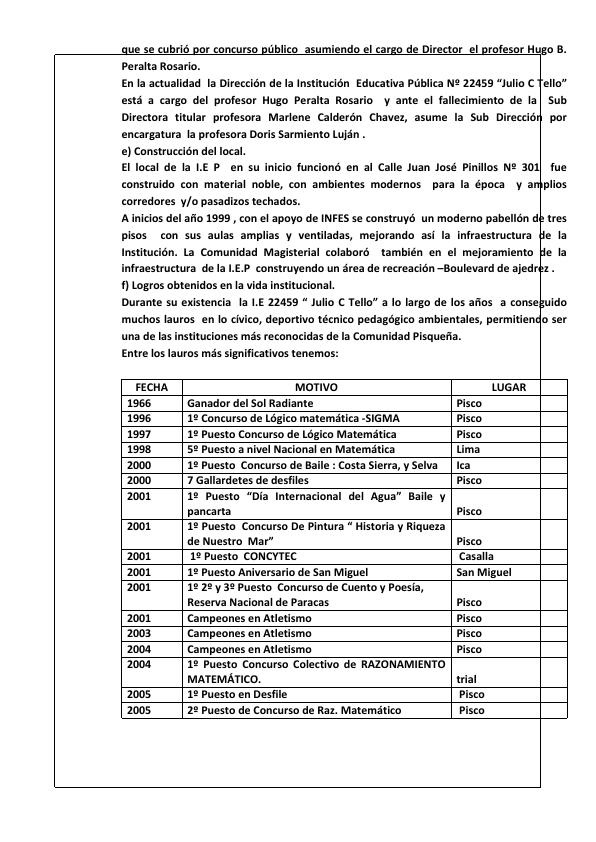 que se cubrió por concurso público  asumiendo el cargo de Director  el profesor Hugo B.
Peralta Rosario.
En la actualidad  la Dirección de la Institución  Educativa Pública Nº 22459 “Julio C Tello”
está a cargo del profesor Hugo Peralta Rosario  y ante el fallecimiento de la  Sub
Directora titular profesora Marlene Calderón Chavez, asume la Sub Dirección por
encargatura  la profesora Doris Sarmiento Luján .
e) Construcción del local.
El local de la I.E P  en su inicio funcionó en al Calle Juan José Pinillos Nº 301  fue
construido con material noble, con ambientes modernos  para la época  y amplios
corredores  y/o pasadizos techados.
A inicios del año 1999 , con el apoyo de INFES se construyó  un moderno pabellón de tres
pisos  con sus aulas amplias y ventiladas, mejorando así la infraestructura de la
Institución. La Comunidad Magisterial colaboró  también en el mejoramiento de la
infraestructura  de la I.E.P  construyendo un área de recreación –Boulevard de ajedrez .
f) Logros obtenidos en la vida institucional.
Durante su existencia  la I.E 22459 “ Julio C Tello” a lo largo de los años  a conseguido
muchos lauros  en lo cívico, deportivo técnico pedagógico ambientales, permitiendo ser
una de las instituciones más reconocidas de la Comunidad Pisqueña.
Entre los lauros más significativos tenemos:
FECHA MOTIVO LUGAR
1966 Ganador del Sol Radiante Pisco
1996 1º Concurso de Lógico matemática -SIGMA Pisco
1997 1º Puesto Concurso de Lógico Matemática Pisco
1998 5º Puesto a nivel Nacional en Matemática Lima
2000 1º Puesto  Concurso de Baile : Costa Sierra, y Selva Ica
2000 7 Gallardetes de desfiles Pisco
2001 1º Puesto “Día Internacional del Agua” Baile y
pancarta Pisco
2001 1º Puesto  Concurso De Pintura “ Historia y Riqueza
de Nuestro  Mar” Pisco
2001 1º Puesto  CONCYTEC Casalla
2001 1º Puesto Aniversario de San Miguel San Miguel
2001 1º 2º y 3º Puesto  Concurso de Cuento y Poesía,
Reserva Nacional de Paracas Pisco
2001 Campeones en Atletismo Pisco
2003 Campeones en Atletismo Pisco
2004 Campeones en Atletismo Pisco
2004 1º Puesto Concurso Colectivo de RAZONAMIENTO
MATEMÁTICO. trial
2005 1º Puesto en Desfile Pisco
2005 2º Puesto de Concurso de Raz. Matemático Pisco